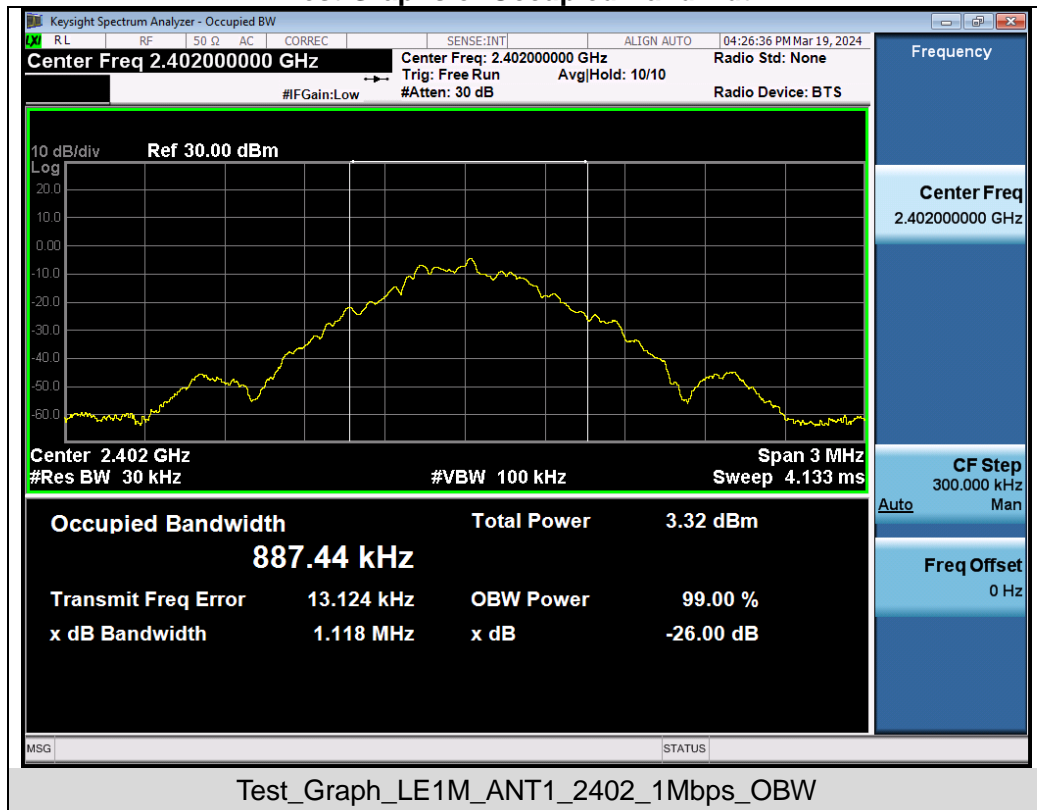 Keysight Spectrum Analyzer - Occupied BW
LXI RL RF 50 Ω AC CORREC SENSE:INT ALIGN AUTO 04:26:36 PM Mar 19, 2024
Center Freq 2.402000000 GHz
Center Freq: 2.402000000 GHz
Radio Std: None
Trig: Free Run Avg|Hold: 10/10
#IFGain:Low
#Atten: 30 dB
Radio Device: BTS
Frequency
10 dB/div Ref 30.00 dBm
Log
20.0
10.0
0.00
-10.0
-20.0
-30.0
-40.0
-50.0
-60.0
Center 2.402 GHz
Span 3 MHz
#Res BW 30 kHz
#VBW 100 kHz
Sweep 4.133 ms
Center Freq
2.402000000 GHz
CF Step
300.000 kHz
Auto Man
Freq Offset
0 Hz
Occupied Bandwidth
887.44 kHz
Total Power 3.32 dBm
Transmit Freq Error 13.124 kHz
OBW Power 99.00 %
x dB Bandwidth 1.118 MHz
x dB -26.00 dB
MSG
STATUS
Test_Graph_LE1M_ANT1_2402_1Mbps_OBW